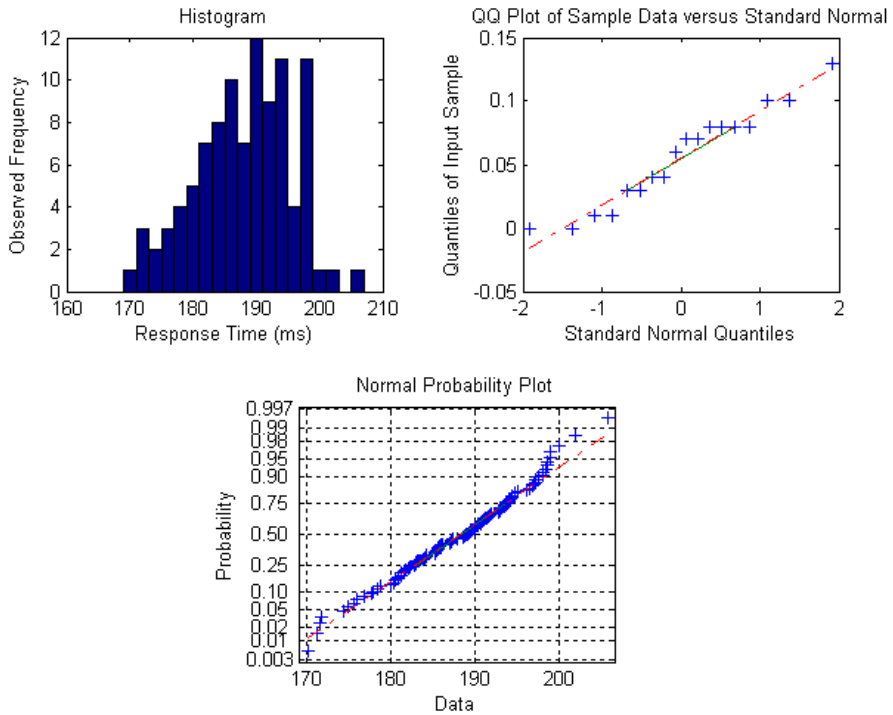 Histogram
12
10
8
6
4
2
0
160 170 180 190 200 210
Observed Frequency
Response Time (ms)
QQ Plot of Sample Data versus Standard Normal
0.15
0.1
0.05
0
-0.05
-2 -1 0 1 2
Quantiles of Input Sample
Standard Normal Quantiles
Normal Probability Plot
0.997
0.99
0.98
0.95
0.90
0.75
0.50
0.25
0.10
0.05
0.02
0.01
0.003
170 180 190 200
Probability
Data